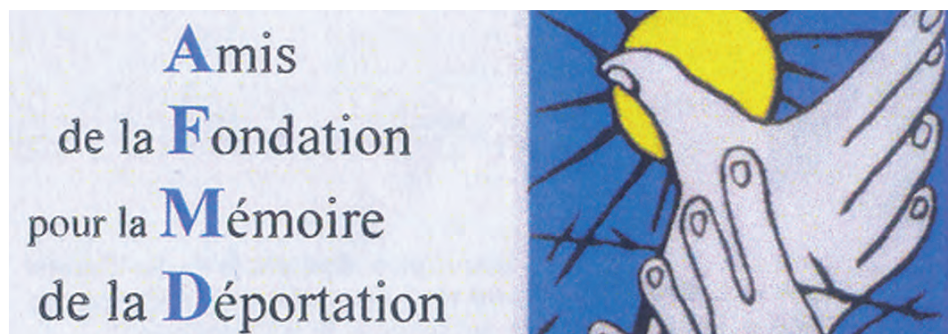 Amis
de la Fondation
pour la Mémoire
de la Déportation